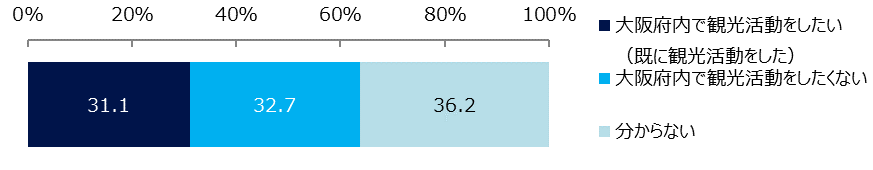 0% 20% 40% 60% 80% 100%
31.1 32.7 36.2
大阪府内で観光活動をしたい
（既に観光活動をした）
大阪府内で観光活動をしたくない
分からない